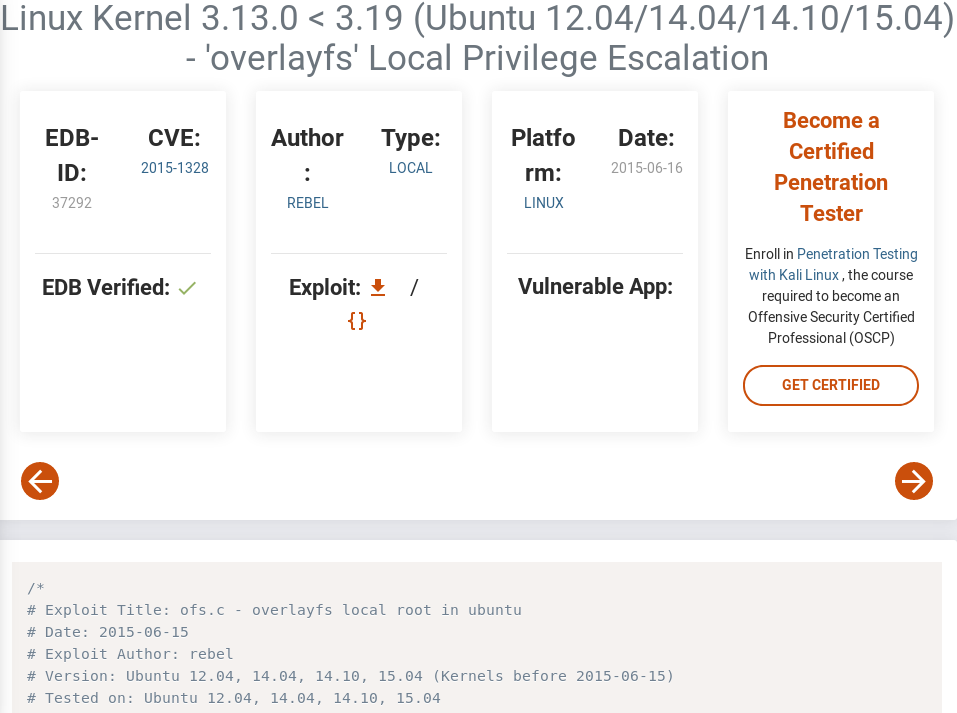 Linux Kernel 3.13.0 < 3.19 (Ubuntu 12.04/14.04/14.10/15.04)
- 'overlayfs' Local Privilege Escalation
EDB-
ID:
37292
CVE:
2015-1328
EDB Verified:
Author
:
REBEL
Type:
LOCAL
Exploit: /
{}
Platfo
rm:
LINUX
Date:
2015-06-16
Vulnerable App:
Become a
Certified
Penetration
Tester
Enroll in Penetration Testing
with Kali Linux , the course
required to become an
Offensive Security Certified
Professional (OSCP)
GET CERTIFIED
/*
# Exploit Title: ofs.c - overlayfs local root in ubuntu
# Date: 2015-06-15
# Exploit Author: rebel
# Version: Ubuntu 12.04, 14.04, 14.10, 15.04 (Kernels before 2015-06-15)
# Tested on: Ubuntu 12.04, 14.04, 14.10, 15.04